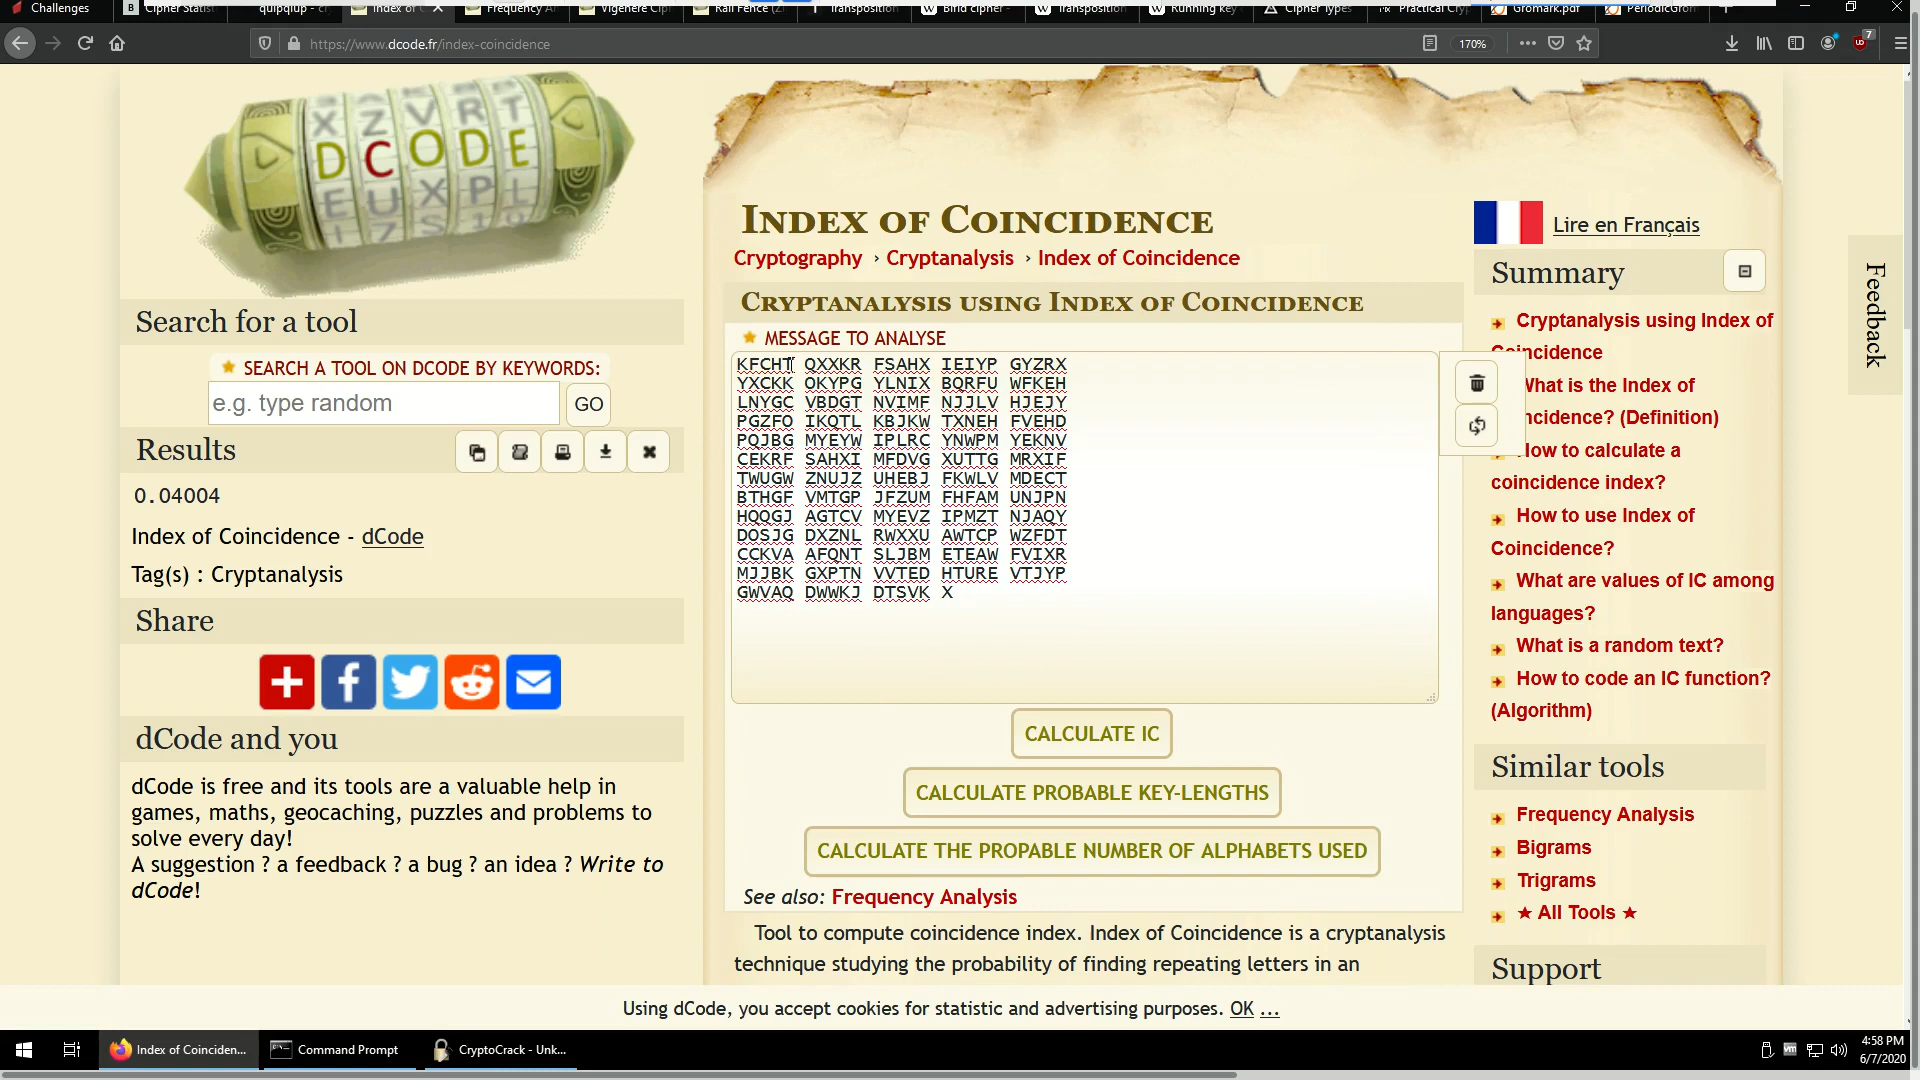 Challenges
Cipher Statist
quipqiup - cr
Index of C
Frequency An
Vigenere Cip
Rail Fence (Zi
Transposition
Bifid cipher -
Transposition
Running key
Cipher Types
Practical Cryp
Gromark.pdf
PeriodicGrom
https://www.dcode.fr/index-coincidence
170%
7
DCODE
Search for a tool
SEARCH A TOOL ON DCODE BY KEYWORDS:
e.g. type random
GO
Results
0.04004
Index of Coincidence - dCode
Tag(s) : Cryptanalysis
Share
dCode and you
dCode is free and its tools are a valuable help in
games, maths, geocaching, puzzles and problems to
solve every day!
A suggestion ? a feedback ? a bug ? an idea ? Write to
dCode!
Index of Coincidence
Cryptography › Cryptanalysis › Index of Coincidence
Cryptanalysis using Index of Coincidence
MESSAGE TO ANALYSE
KFCHT QXXKR FSAHX IEIYP GYZRX
YXCKK OKYPG YLNIX BQRFU WFKEH
LNYGC VBDGT NVIMF NJJLV HJEJY
PGZFO IKQTL KBJKW TXNEH FVEHD
PQJBG MYEYW IPLRC YNWPM YEKNV
CEKRF SAHXI MFDVG XUTTG MRXIF
TWUGW ZNUJZ UHEBJ FKWLV MDECT
BTHGF VMTGP JFZUM FHFAM UNJPN
HQQGJ AGTCV MYEVZ IPMZT NJAQY
DOSJG DXZNL RWXXU AWTCP WZFDT
CCKVA AFQNT SLJBM ETEAW FVIXR
MJJBK GXPTN VVTED HTURE VTJYP
GWVAQ DWWKJ DTSVK X
CALCULATE IC
CALCULATE PROBABLE KEY-LENGTHS
CALCULATE THE PROPABLE NUMBER OF ALPHABETS USED
See also: Frequency Analysis
Tool to compute coincidence index. Index of Coincidence is a cryptanalysis
technique studying the probability of finding repeating letters in an
Lire en Français
Summary
Cryptanalysis using Index of
Coincidence
What is the Index of
incidence? (Definition)
How to calculate a
coincidence index?
How to use Index of
Coincidence?
What are values of IC among
languages?
What is a random text?
How to code an IC function?
(Algorithm)
Similar tools
Frequency Analysis
Bigrams
Trigrams
★ All Tools ★
Support
Feedback
Using dCode, you accept cookies for statistic and advertising purposes. OK ...
Index of Coinciden...
Command Prompt
CryptoCrack - Unk...
4:58 PM
6/7/2020